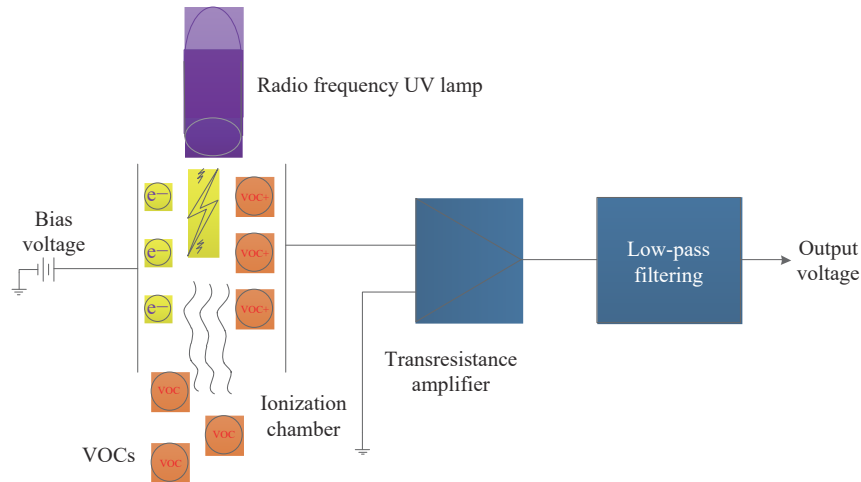 Radio frequency UV lamp
e−
VOC+
Bias
voltage
e−
VOC+
Low-pass
filtering
Output
voltage
e−
VOC+
Transresistance
amplifier
VOC
Ionization
chamber
VOC
VOCs
VOC